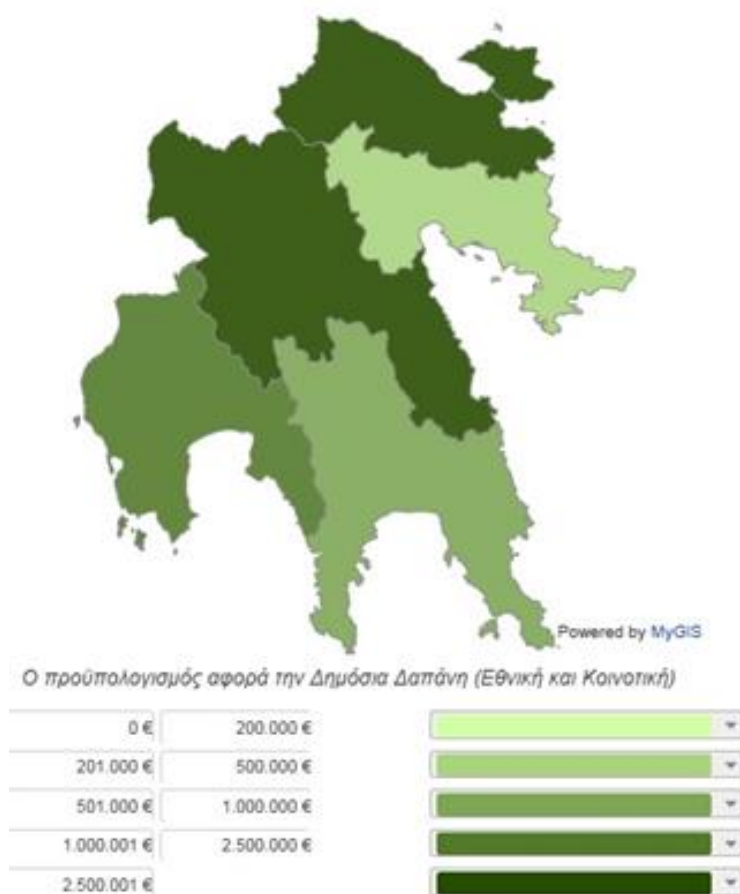 Powered by MyGIS
Ο προϋπολογισμός αφορά την Δημόσια Δαπάνη (Εθνική και Κοινοτική)
0 € 200.000 €
201.000 € 500.000 €
501.000 € 1.000.000 €
1.000.001 € 2.500.000 €
2.500.001 €